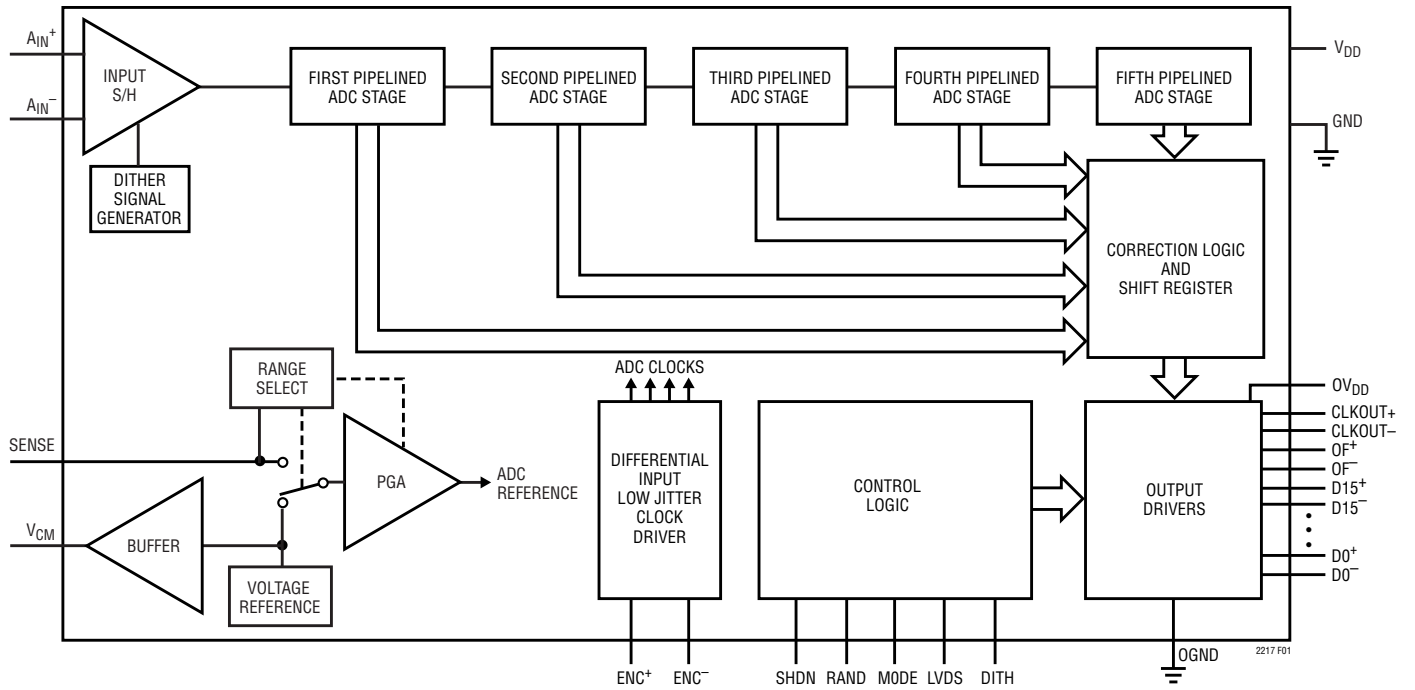 AIN+
AIN−
INPUT
S/H
DITHER
SIGNAL
GENERATOR
FIRST PIPELINED
ADC STAGE
SECOND PIPELINED
ADC STAGE
THIRD PIPELINED
ADC STAGE
FOURTH PIPELINED
ADC STAGE
FIFTH PIPELINED
ADC STAGE
VDD
GND
CORRECTION LOGIC
AND
SHIFT REGISTER
RANGE
SELECT
SENSE
PGA
ADC
REFERENCE
VCM
BUFFER
VOLTAGE
REFERENCE
ADC CLOCKS
DIFFERENTIAL
INPUT
LOW JITTER
CLOCK
DRIVER
CONTROL
LOGIC
OUTPUT
DRIVERS
OVDD
CLKOUT+
CLKOUT−
OF+
OF−
D15+
D15−
D0+
D0−
ENC+
ENC−
SHDN
RAND
MODE
LVDS
DITH
OGND
2217 F01